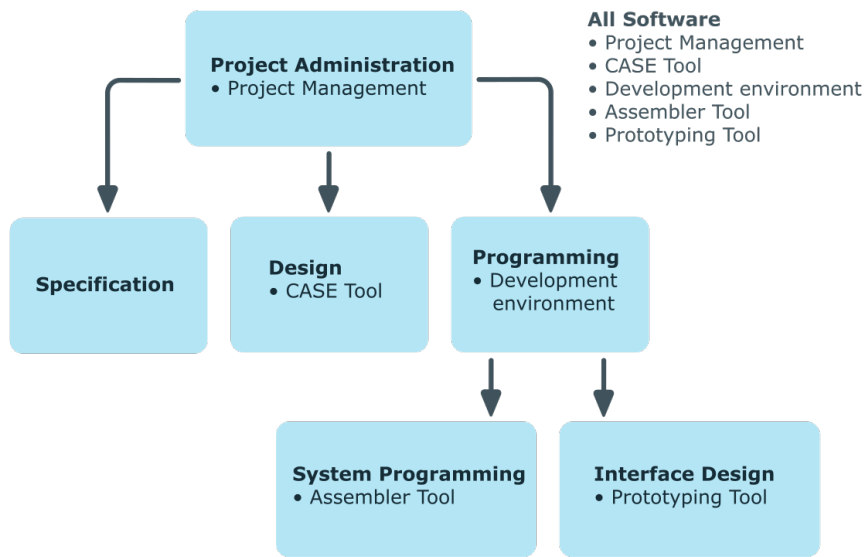 Project Administration
• Project Management
All Software
• Project Management
• CASE Tool
• Development environment
• Assembler Tool
• Prototyping Tool
Specification
Design
• CASE Tool
Programming
• Development
environment
System Programming
• Assembler Tool
Interface Design
• Prototyping Tool